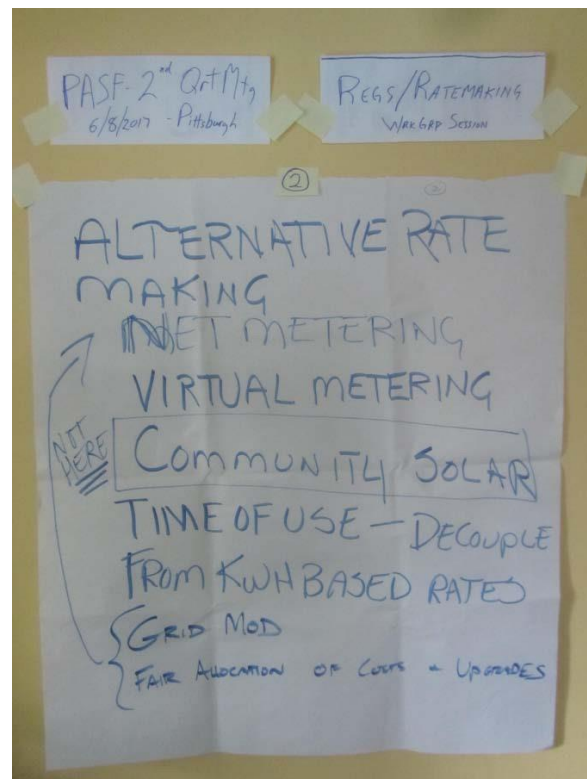 PASF - 2nd Qrt Mtg
6/8/2017 - Pittsburgh
REGS/RATEMAKING
WRKGRP SESSION
2
2
ALTERNATIVE RATE
MAKING
NET METERING
VIRTUAL METERING
NOT
HERE
COMMUNITY SOLAR
TIME OF USE - DECOUPLE
FROM KWH BASED RATES
GRID MOD
FAIR ALLOCATION OF COSTS & UPGRADES